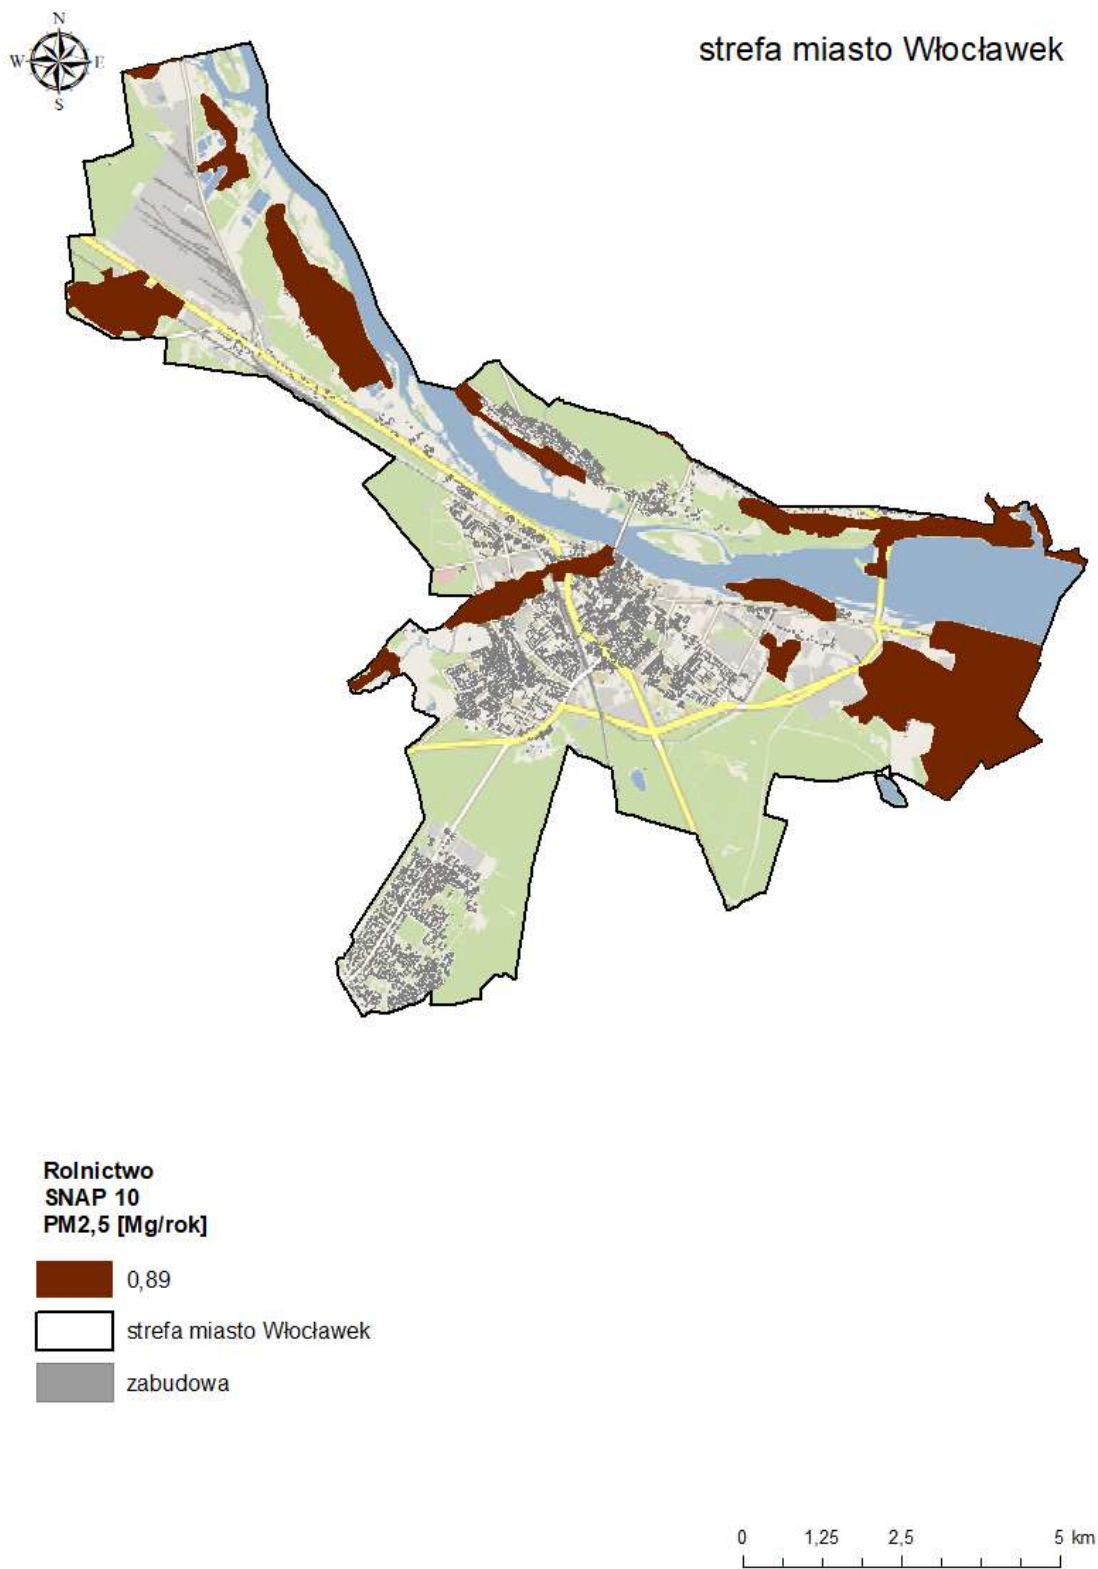 N
strefa miasto Włocławek
W E
S
Rolnictwo
SNAP 10
PM2,5 [Mg/rok]
0,89
strefa miasto Włocławek
zabudowa
0 1,25 2,5 5 km